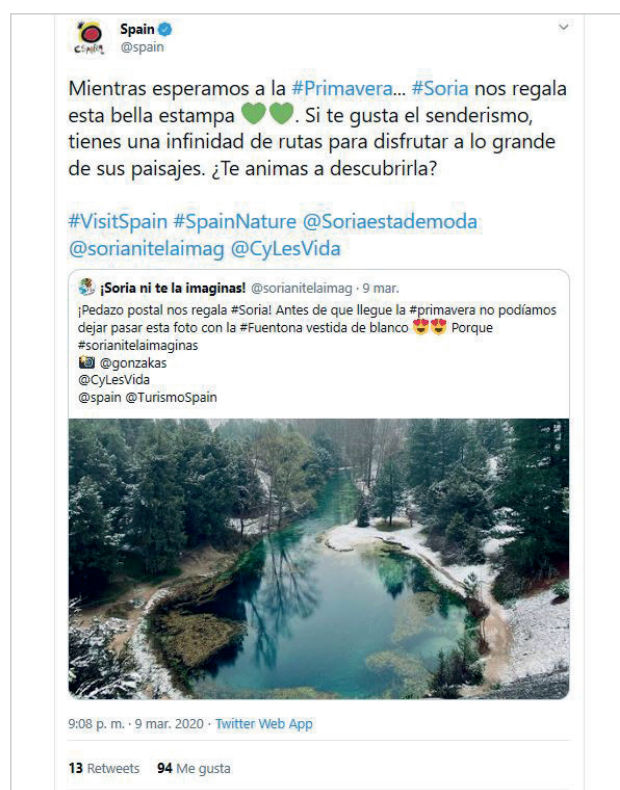 Spain
@spain
España
Mientras esperamos a la #Primavera... #Soria nos regala
esta bella estampa 💚💚. Si te gusta el senderismo,
tienes una infinidad de rutas para disfrutar a lo grande
de sus paisajes. ¿Te animas a descubrirla?
#VisitSpain #SpainNature @Soriaestademoda
@sorianitelaimag @CyLesVida
¡Soria ni te la imaginas! @sorianitelaimag · 9 mar.
¡Pedazo postal nos regala #Soria! Antes de que llegue la #primavera no podíamos
dejar pasar esta foto con la #Fuentona vestida de blanco 😍😍 Porque
#sorianitelaimaginas
📸 @gonzakas
@CyLesVida
@spain @TurismoSpain
9:08 p. m. · 9 mar. 2020 · Twitter Web App
13 Retweets 94 Me gusta